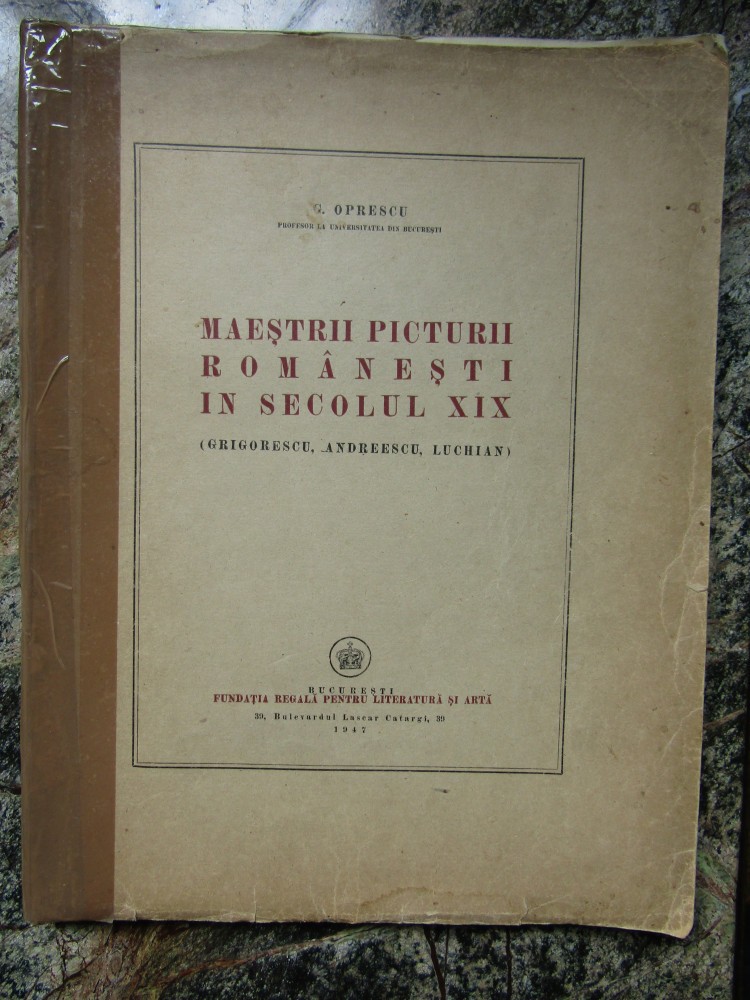 G. OPRESCU
PROFESOR LA UNIVERSITATEA DIN BUCUREȘTI
MAEȘTRII PICTURII
ROMÂNEȘTI
IN SECOLUL XIX
(GRIGORESCU, ANDREESCU, LUCHIAN)
BUCUREȘTI
FUNDAȚIA REGALĂ PENTRU LITERATURĂ ȘI ARTĂ
39, Bulevardul Lascar Catargi, 39
1947